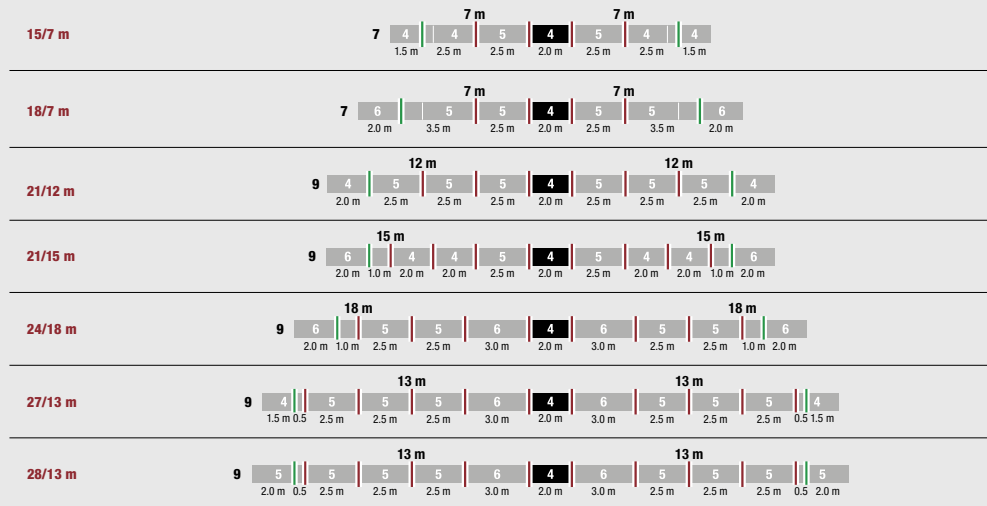 7 m 7 m
15/7 m 7 4 4 5 4 5 4 4
1.5 m 2.5 m 2.5 m 2.0 m 2.5 m 2.5 m 1.5 m
7 m 7 m
18/7 m 7 6 5 5 4 5 5 6
2.0 m 3.5 m 2.5 m 2.0 m 2.5 m 3.5 m 2.0 m
12 m 12 m
21/12 m 9 4 5 5 5 4 5 5 5 4
2.0 m 2.5 m 2.5 m 2.5 m 2.0 m 2.5 m 2.5 m 2.5 m 2.0 m
15 m 15 m
21/15 m 9 6 4 4 5 4 5 4 4 6
2.0 m 1.0 m 2.0 m 2.0 m 2.5 m 2.0 m 2.5 m 2.0 m 2.0 m 1.0 m 2.0 m
18 m 18 m
24/18 m 9 6 5 5 6 4 6 5 5 6
2.0 m 1.0 m 2.5 m 2.5 m 3.0 m 2.0 m 3.0 m 2.5 m 2.5 m 1.0 m 2.0 m
13 m 13 m
27/13 m 9 4 5 5 5 6 4 6 5 5 5 4
1.5 m 0.5 2.5 m 2.5 m 2.5 m 3.0 m 2.0 m 3.0 m 2.5 m 2.5 m 2.5 m 0.5 1.5 m
13 m 13 m
28/13 m 9 5 5 5 5 6 4 6 5 5 5 5
2.0 m 0.5 2.5 m 2.5 m 2.5 m 3.0 m 2.0 m 3.0 m 2.5 m 2.5 m 2.5 m 0.5 2.0 m